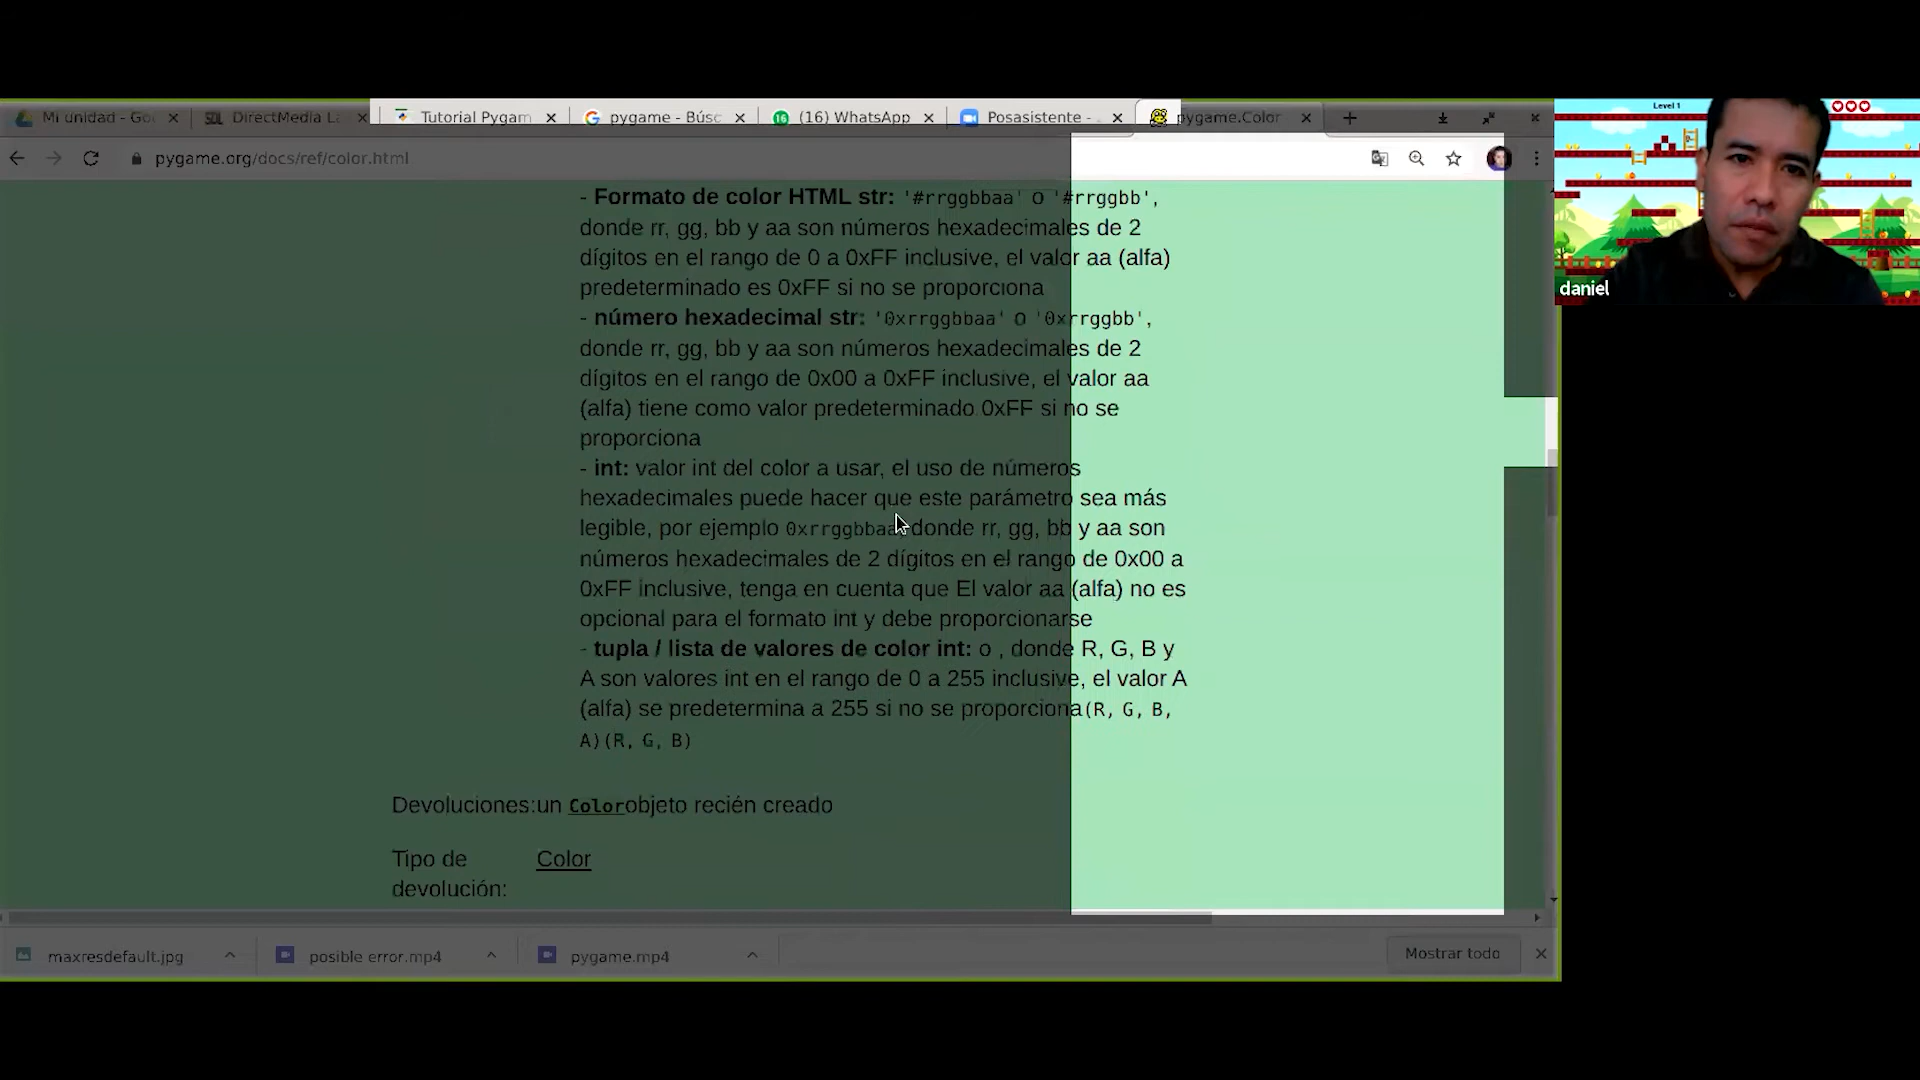 Mi unidad - Goo
DirectMedia La
Tutorial Pygam
pygame - Búsc
(16) WhatsApp
Posasistente -
pygame.Color
pygame.org/docs/ref/color.html
- Formato de color HTML str: '#rrggbbaa' o '#rrggbb',
donde rr, gg, bb y aa son números hexadecimales de 2
dígitos en el rango de 0 a 0xFF inclusive, el valor aa (alfa)
predeterminado es 0xFF si no se proporciona
- número hexadecimal str: '0xrrggbbaa' o '0xrrggbb',
donde rr, gg, bb y aa son números hexadecimales de 2
dígitos en el rango de 0x00 a 0xFF inclusive, el valor aa
(alfa) tiene como valor predeterminado 0xFF si no se
proporciona
- int: valor int del color a usar, el uso de números
hexadecimales puede hacer que este parámetro sea más
legible, por ejemplo 0xrrggbbaa, donde rr, gg, bb y aa son
números hexadecimales de 2 dígitos en el rango de 0x00 a
0xFF inclusive, tenga en cuenta que El valor aa (alfa) no es
opcional para el formato int y debe proporcionarse
- tupla / lista de valores de color int: o , donde R, G, B y
A son valores int en el rango de 0 a 255 inclusive, el valor A
(alfa) se predetermina a 255 si no se proporciona(R, G, B,
A)(R, G, B)
Devoluciones:un Colorobjeto recién creado
Tipo de
devolución:
Color
maxresdefault.jpg
posible error.mp4
pygame.mp4
Mostrar todo
Level 1
daniel